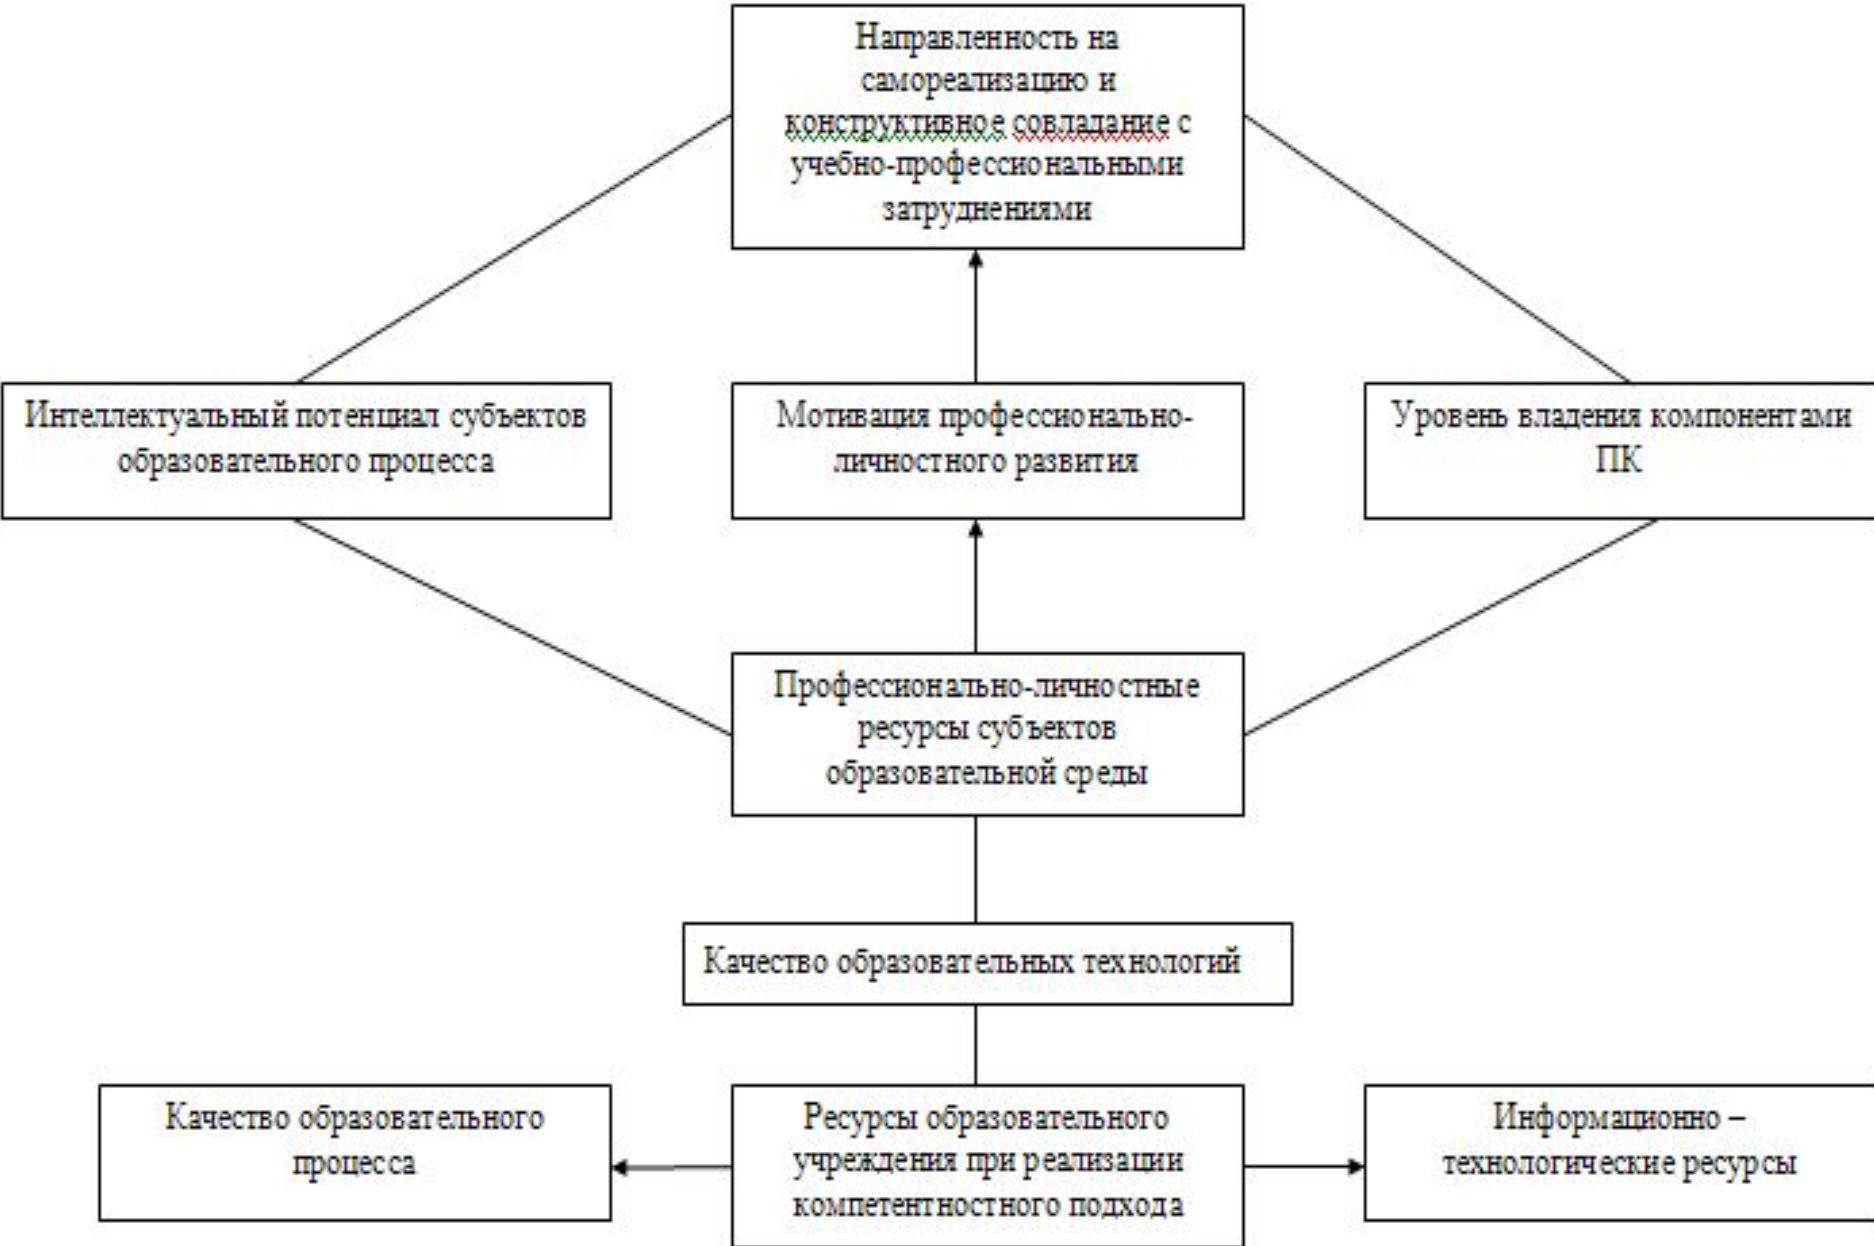 Направленность на
самореализацию и
конструктивное совладание с
учебно-профессиональными
затруднениями
Интеллектуальный потенциал субъектов
образовательного процесса
Мотивация профессионально-
личностного развития
Уровень владения компонентами
ПК
Профессионально-личностные
ресурсы субъектов
образовательной среды
Качество образовательных технологий
Качество образовательного
процесса
Ресурсы образовательного
учреждения при реализации
компетентностного подхода
Информационно –
технологические ресурсы